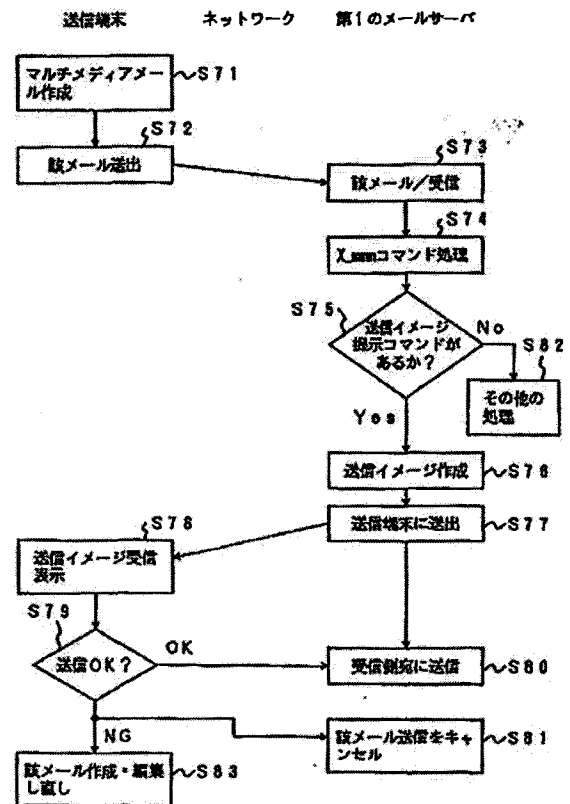 送信端末 ネットワーク 第1のメールサーバ
マルチメディアメー
ル作成
S71
S72
該メール送出
S73
該メール/受信
S74
X_mmmコマンド処理
S75
送信イメージ
提示コマンドが
あるか?
No
S82
その他の
処理
Yes
送信イメージ作成
S76
送信端末に送出
S77
S78
送信イメージ受信
表示
S79
送信OK?
OK
受信側宛に送信
S80
NG
該メール送信をキャ
ンセル
S81
該メール作成・編集
し直し
S83